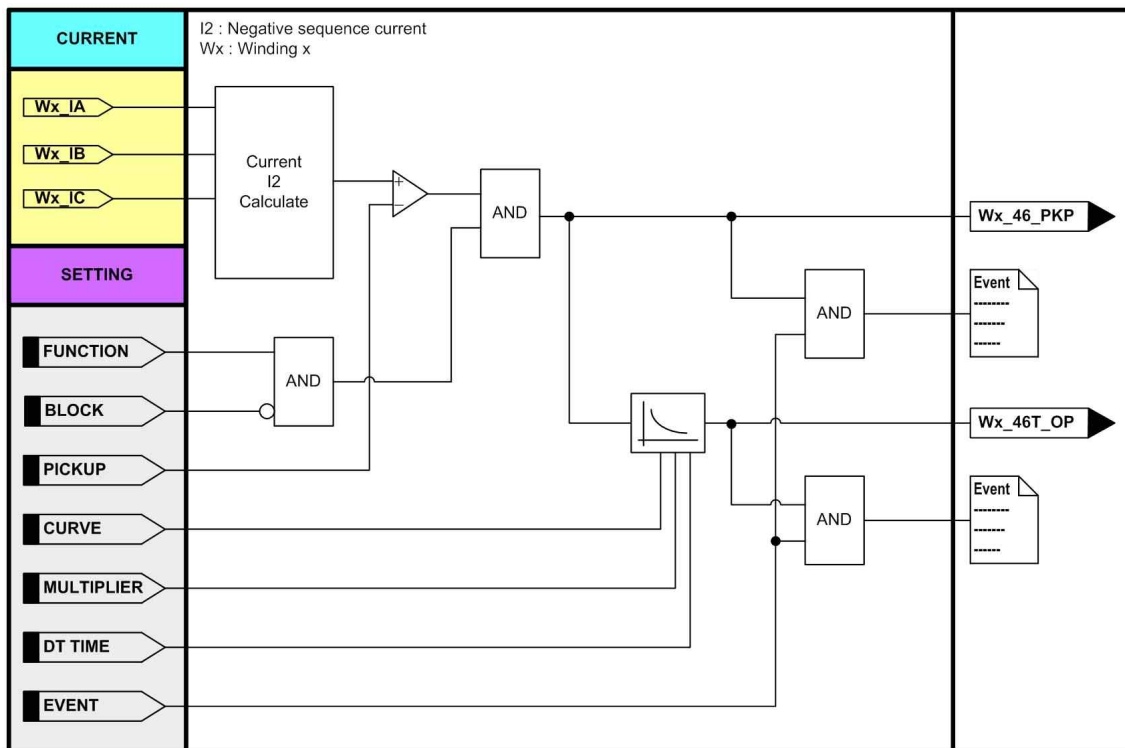 CURRENT
I2 : Negative sequence current
Wx : Winding x
Wx_IA
Wx_IB
Wx_IC
Current
I2
Calculate
+
−
AND
Wx_46_PKP
SETTING
Event
--------
-------
------
AND
FUNCTION
AND
BLOCK
Wx_46T_OP
PICKUP
Event
--------
-------
------
AND
CURVE
MULTIPLIER
DT TIME
EVENT